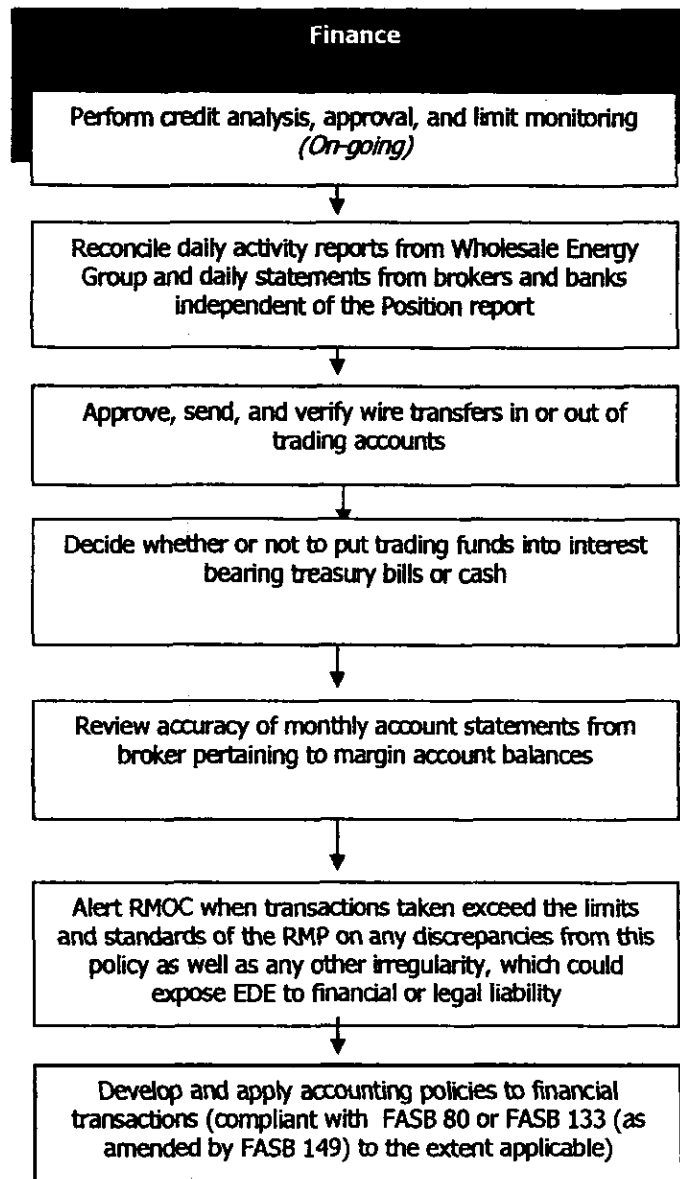 Finance
Perform credit analysis, approval, and limit monitoring
(On-going)
Reconcile daily activity reports from Wholesale Energy
Group and daily statements from brokers and banks
independent of the Position report
Approve, send, and verify wire transfers in or out of
trading accounts
Decide whether or not to put trading funds into interest
bearing treasury bills or cash
Review accuracy of monthly account statements from
broker pertaining to margin account balances
Alert RMOC when transactions taken exceed the limits
and standards of the RMP on any discrepancies from this
policy as well as any other irregularity, which could
expose EDE to financial or legal liability
Develop and apply accounting policies to financial
transactions (compliant with FASB 80 or FASB 133 (as
amended by FASB 149) to the extent applicable)